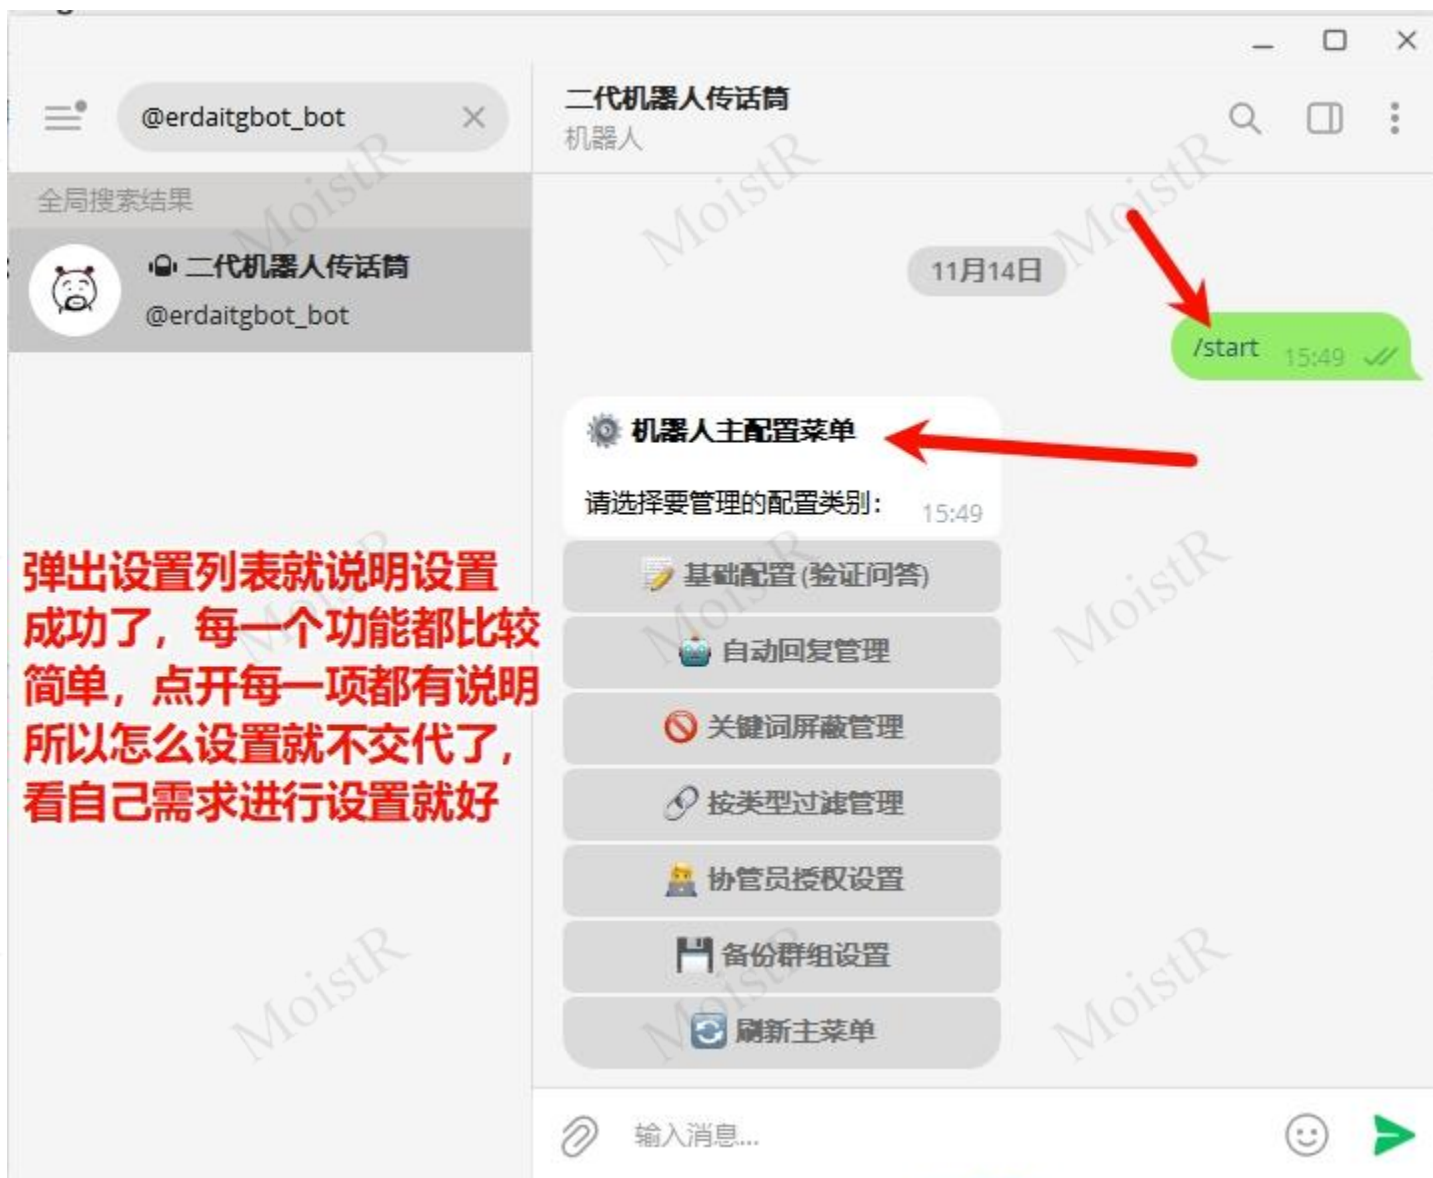 @erdaitgbot_bot
全局搜索结果
二代机器人传话筒
@erdaitgbot_bot
弹出设置列表就说明设置
成功了，每一个功能都比较
简单，点开每一项都有说明
所以怎么设置就不交代了，
看自己需求进行设置就好
二代机器人传话筒
机器人
11月14日
/start 15:49
机器人主配置菜单
请选择要管理的配置类别： 15:49
基础配置 (验证问答)
自动回复管理
关键词屏蔽管理
按类型过滤管理
协管员授权设置
备份群组设置
刷新主菜单
输入消息...
MoistR
MoistR
MoistR
MoistR
MoistR
MoistR
MoistR
MoistR
MoistR